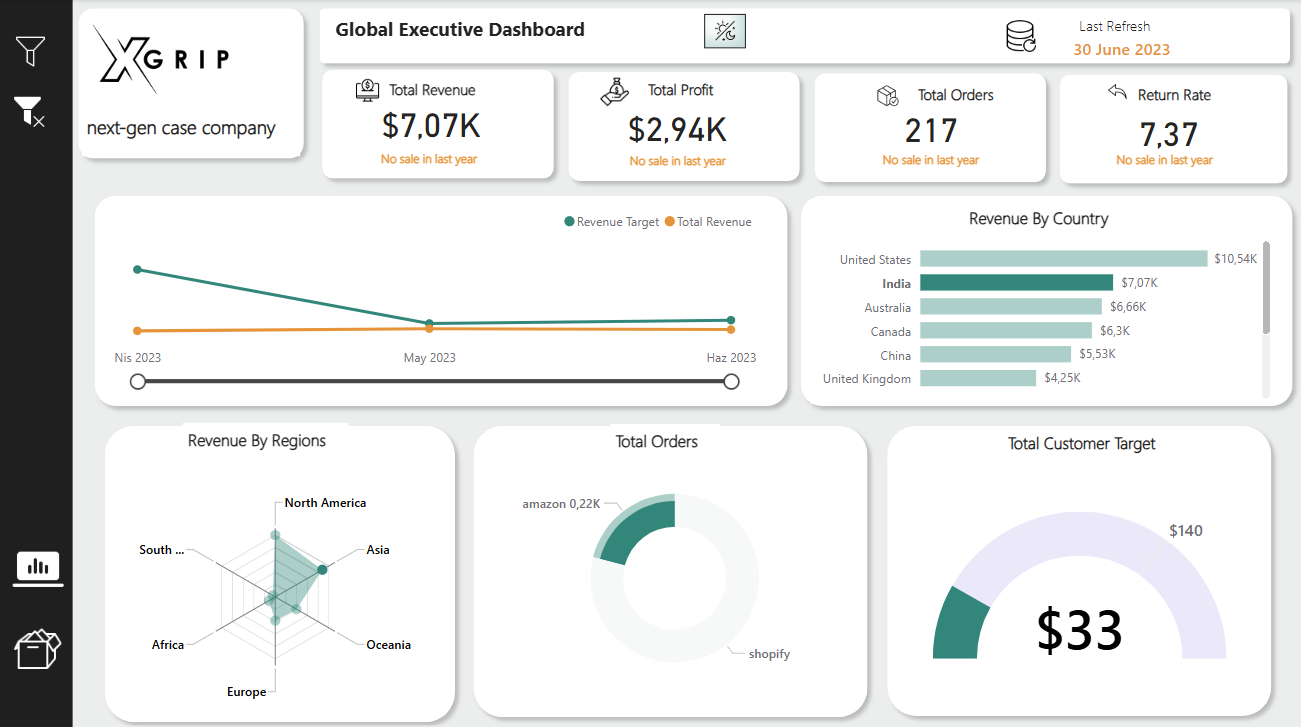 XGRIP
next-gen case company
Global Executive Dashboard
Last Refresh
30 June 2023
Total Revenue
$7,07K
No sale in last year
Total Profit
$2,94K
No sale in last year
Total Orders
217
No sale in last year
Return Rate
7,37
No sale in last year
Revenue Target Total Revenue
Nis 2023 May 2023 Haz 2023
Revenue By Country
United States $10,54K
India $7,07K
Australia $6,66K
Canada $6,3K
China $5,53K
United Kingdom $4,25K
Revenue By Regions
North America
South ... Asia
Africa Oceania
Europe
Total Orders
amazon 0,22K
shopify
Total Customer Target
$140
$33